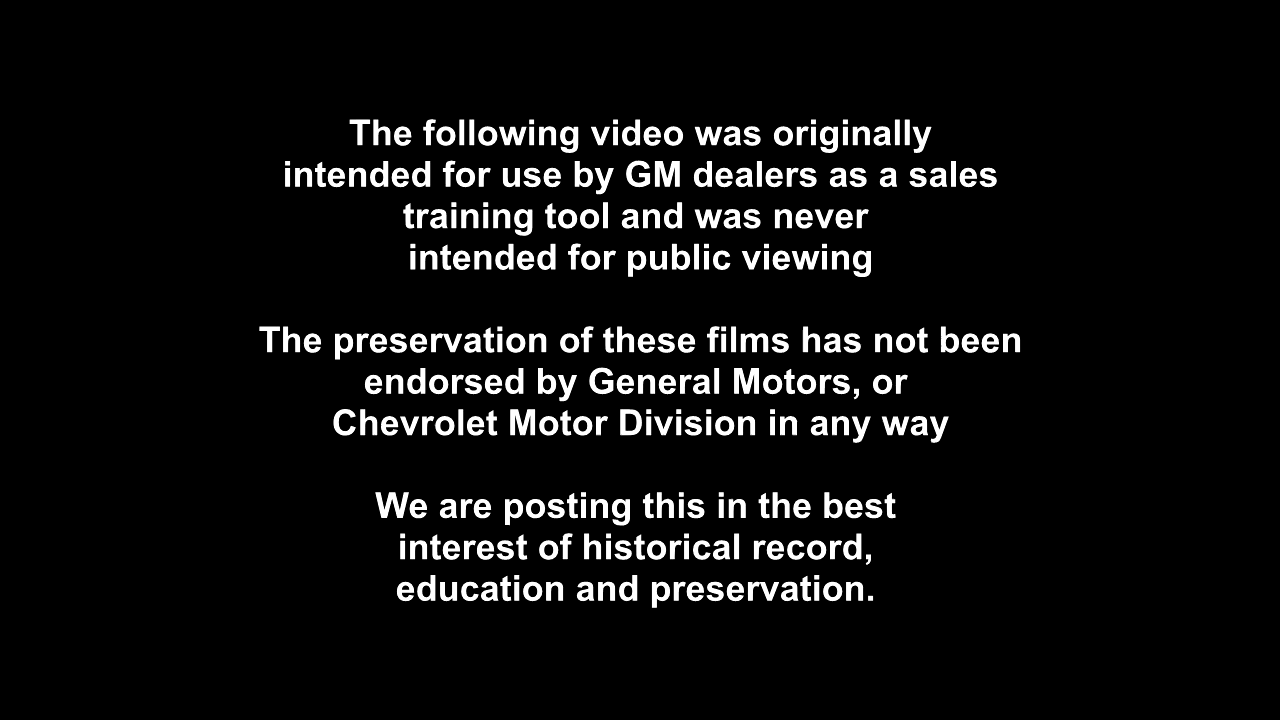 The following video was originally
intended for use by GM dealers as a sales
training tool and was never
intended for public viewing
The preservation of these films has not been
endorsed by General Motors, or
Chevrolet Motor Division in any way
We are posting this in the best
interest of historical record,
education and preservation.